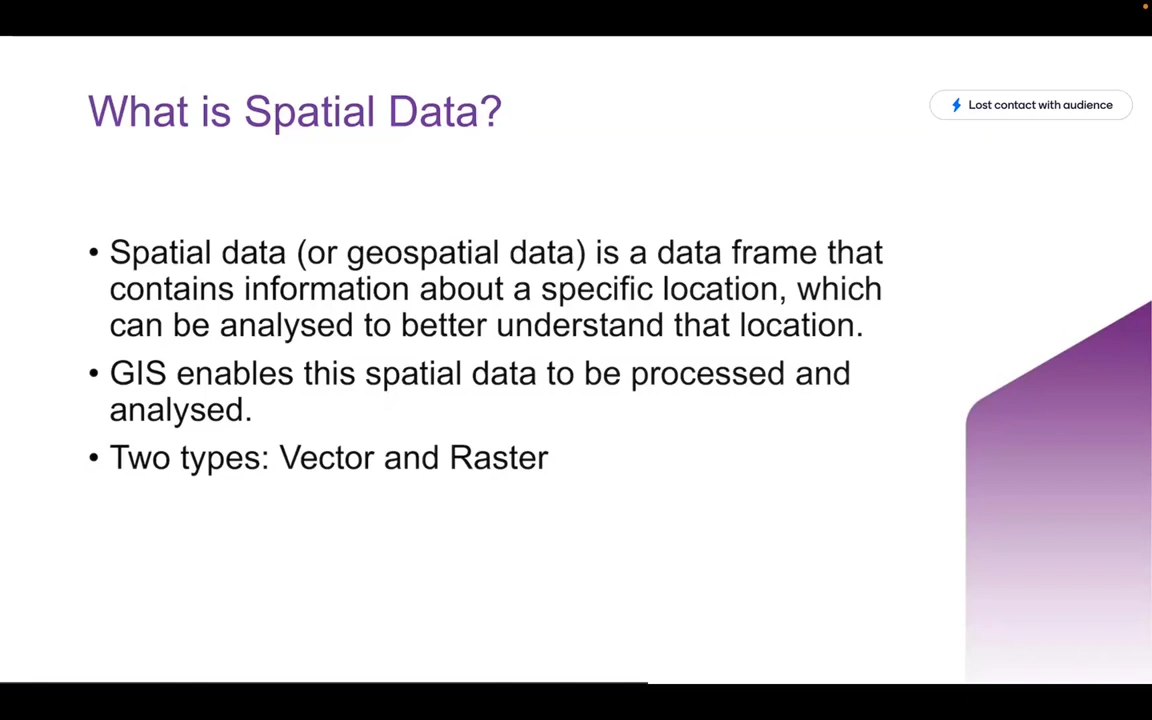 What is Spatial Data?
Lost contact with audience
• Spatial data (or geospatial data) is a data frame that
contains information about a specific location, which
can be analysed to better understand that location.
• GIS enables this spatial data to be processed and
analysed.
• Two types: Vector and Raster